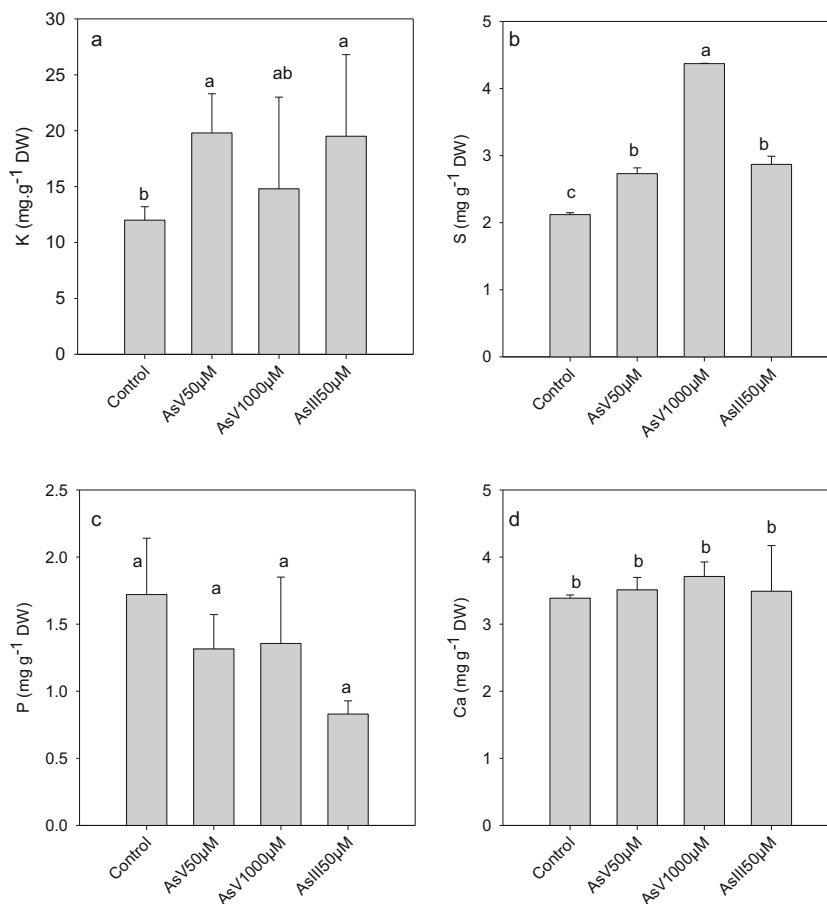 a
K (mg.g⁻¹ DW)
30
25
20
15
10
5
0
b
a
ab
a
Control
AsV50µM
AsV1000µM
AsIII50µM
b
S (mg g⁻¹ DW)
5
4
3
2
1
0
c
b
a
b
Control
AsV50µM
AsV1000µM
AsIII50µM
c
P (mg g⁻¹ DW)
2.5
2.0
1.5
1.0
0.5
0.0
a
a
a
a
Control
AsV50µM
AsV1000µM
AsIII50µM
d
Ca (mg g⁻¹ DW)
5
4
3
2
1
0
b
b
b
b
Control
AsV50µM
AsV1000µM
AsIII50µM